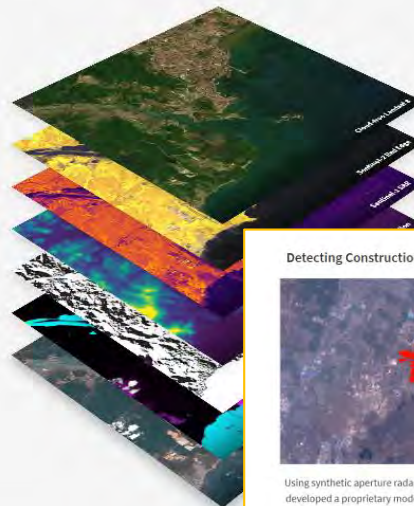 Cloud-free Landsat 8
Sentinel-2 Red Edge
Sentinel-1 SAR
Detecting Constructio
Using synthetic aperture rada
developed a proprietary mod